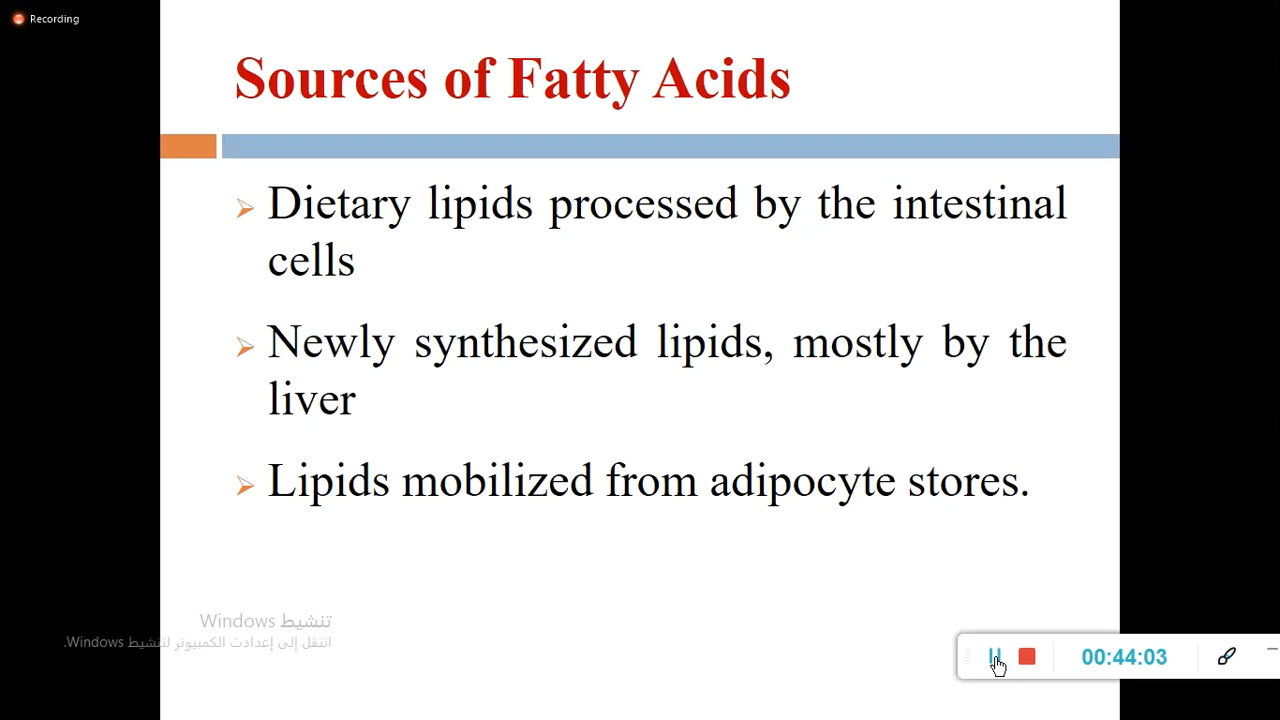 Recording
Sources of Fatty Acids
Dietary lipids processed by the intestinal
cells
Newly synthesized lipids, mostly by the
liver
Lipids mobilized from adipocyte stores.
تنشيط Windows
انتقل إلى إعدادت الكمبيوتر لتنشيط Windows.
00:44:03